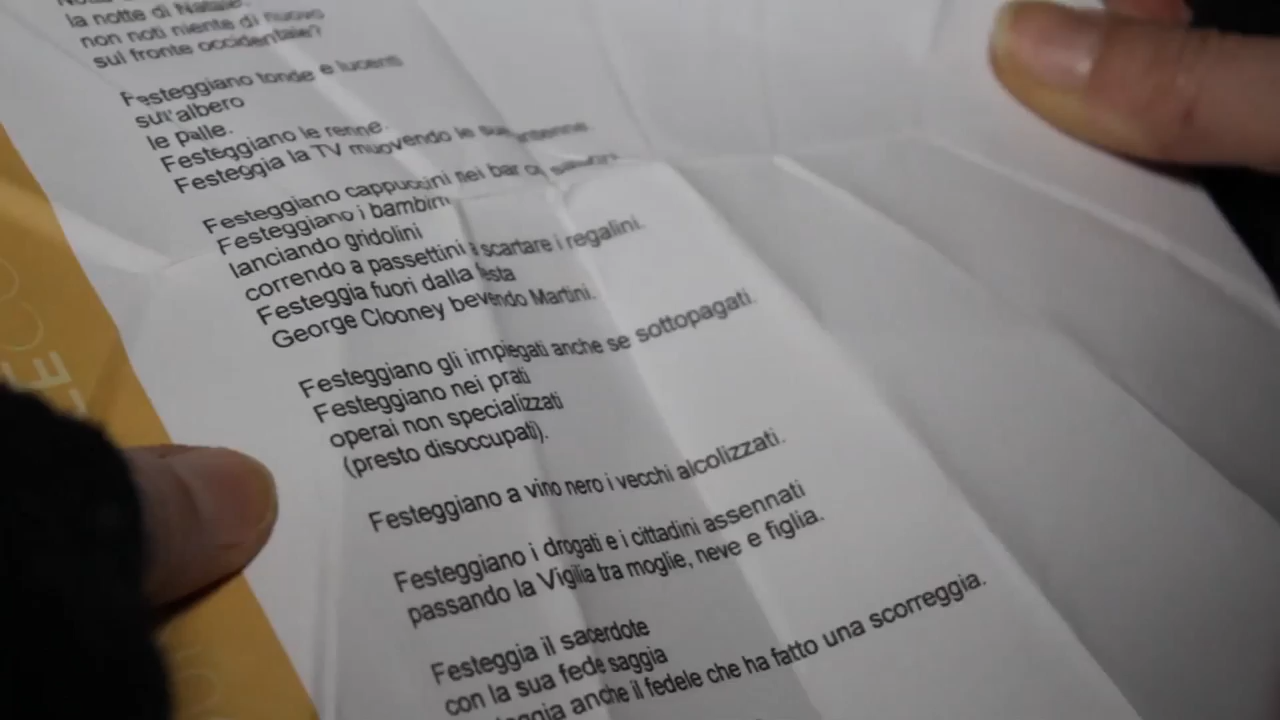 la notte di Natale,
non noti niente di nuovo
sul fronte occidentale?
Festeggiano tonde e lucenti
sull'albero
le palle.
Festeggiano le renne.
Festeggia la TV muovendo le sue antenne.
Festeggiano cappuccini nei bar
Festeggiano i bambini
lanciando gridolini
correndo a passettini a scartare i regalini.
Festeggia fuori dalla festa
George Clooney bevendo Martini.
Festeggiano gli impiegati anche se sottopagati.
Festeggiano nei prati
operai non specializzati
(presto disoccupati).
Festeggiano a vino nero i vecchi alcolizzati.
Festeggiano i drogati e i cittadini assennati
passando la Vigilia tra moglie, neve e figlia.
Festeggia il sacerdote
con la sua fede saggia
anche il fedele che ha fatto una scorreggia.